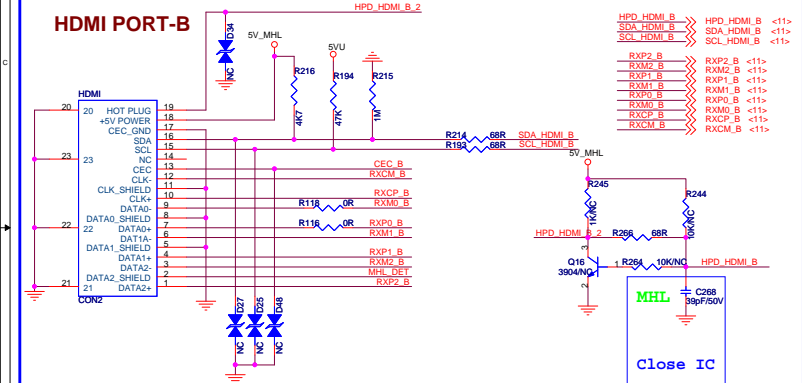 HDMI PORT-B
C
HPD_HDMI_B_2
D34
NC
5V_MHL
5VU
R216
4K7
R194
47K
R215
1M
HDMI
CON2
20 20
23 23
22 22
21 21
HOT PLUG 19
+5V POWER 18
CEC_GND 17
SDA 16
SCL 15
NC 14
CEC 13
CLK- 12
CLK_SHIELD 11
CLK+ 10
DATA0- 9
DATA0_SHIELD 8
DATA0+ 7
DATA1A- 6
DATA1_SHIELD 5
DATA1+ 4
DATA2- 3
DATA2_SHIELD 2
DATA2+ 1
R214 68R SDA_HDMI_B
R193 68R SCL_HDMI_B
CEC_B
RXCM_B
RXCP_B
R118 0R RXM0_B
R116 0R RXP0_B
RXM1_B
RXP1_B
RXM2_B
MHL_DET
RXP2_B
D27
NC
D25
NC
D48
NC
HPD_HDMI_B HPD_HDMI_B <11>
SDA_HDMI_B SDA_HDMI_B <11>
SCL_HDMI_B SCL_HDMI_B <11>
RXP2_B RXP2_B <11>
RXM2_B RXM2_B <11>
RXP1_B RXP1_B <11>
RXM1_B RXM1_B <11>
RXP0_B RXP0_B <11>
RXM0_B RXM0_B <11>
RXCP_B RXCP_B <11>
RXCM_B RXCM_B <11>
5V_MHL
R245
1K/NC
R244
10K/NC
HPD_HDMI_B_2
R266 68R
Q16
3904/NC
3
1
2
R264 10K/NC
HPD_HDMI_B
C268
39pF/50V
MHL
Close IC